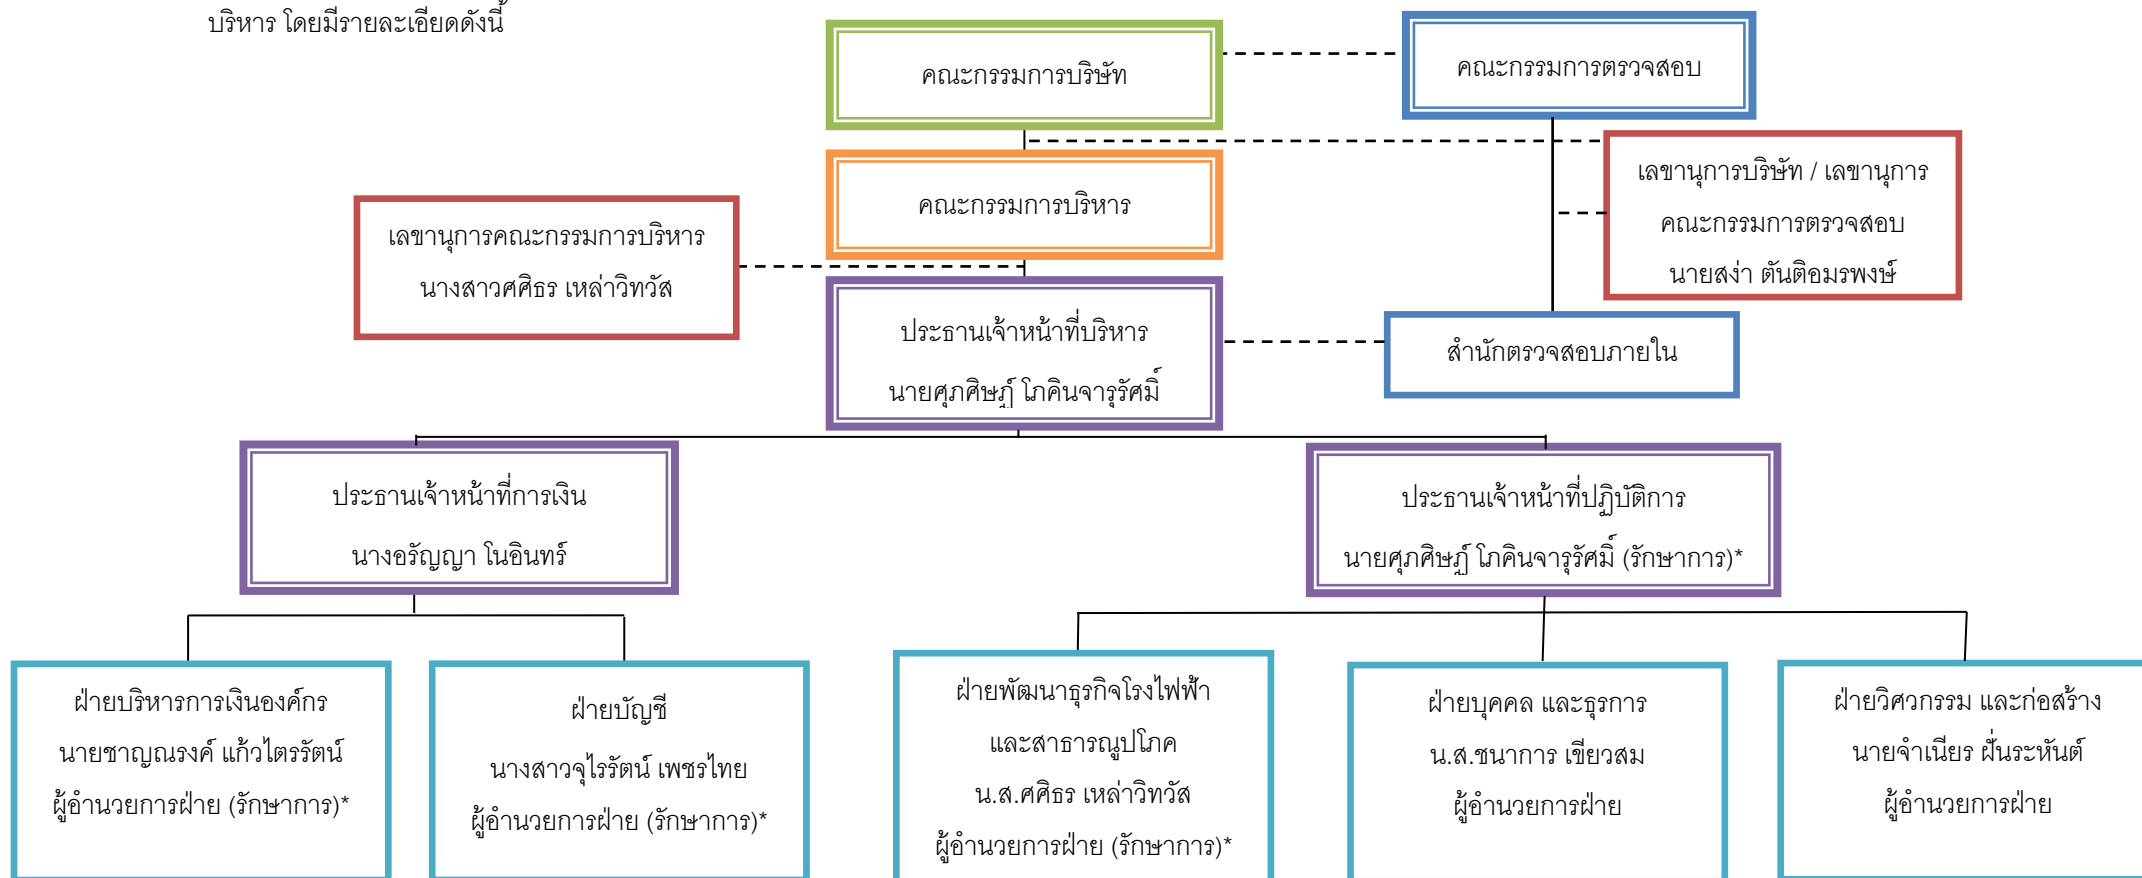 บริหาร โดยมีรายละเอียดดังนี้
คณะกรรมการบริษัท
คณะกรรมการตรวจสอบ
เลขานุการบริษัท / เลขานุการ
คณะกรรมการตรวจสอบ
นายสง่า ตันติอมรพงษ์
คณะกรรมการบริหาร
เลขานุการคณะกรรมการบริหาร
นางสาวศศิธร เหล่าวิทวัส
ประธานเจ้าหน้าที่บริหาร
นายศุภศิษฏ์ โภคินจารุรัศมิ์
สำนักตรวจสอบภายใน
ประธานเจ้าหน้าที่การเงิน
นางอรัญญา โนอินทร์
ประธานเจ้าหน้าที่ปฏิบัติการ
นายศุภศิษฏ์ โภคินจารุรัศมิ์ (รักษาการ)*
ฝ่ายบริหารการเงินองค์กร
นายชาญณรงค์ แก้วไตรรัตน์
ผู้อำนวยการฝ่าย (รักษาการ)*
ฝ่ายบัญชี
นางสาวจุไรรัตน์ เพชรไทย
ผู้อำนวยการฝ่าย (รักษาการ)*
ฝ่ายพัฒนาธุรกิจโรงไฟฟ้า
และสาธารณูปโภค
น.ส.ศศิธร เหล่าวิทวัส
ผู้อำนวยการฝ่าย (รักษาการ)*
ฝ่ายบุคคล และธุรการ
น.ส.ชนาการ เขียวสม
ผู้อำนวยการฝ่าย
ฝ่ายวิศวกรรม และก่อสร้าง
นายจำเนียร ฝั่นระหันต์
ผู้อำนวยการฝ่าย